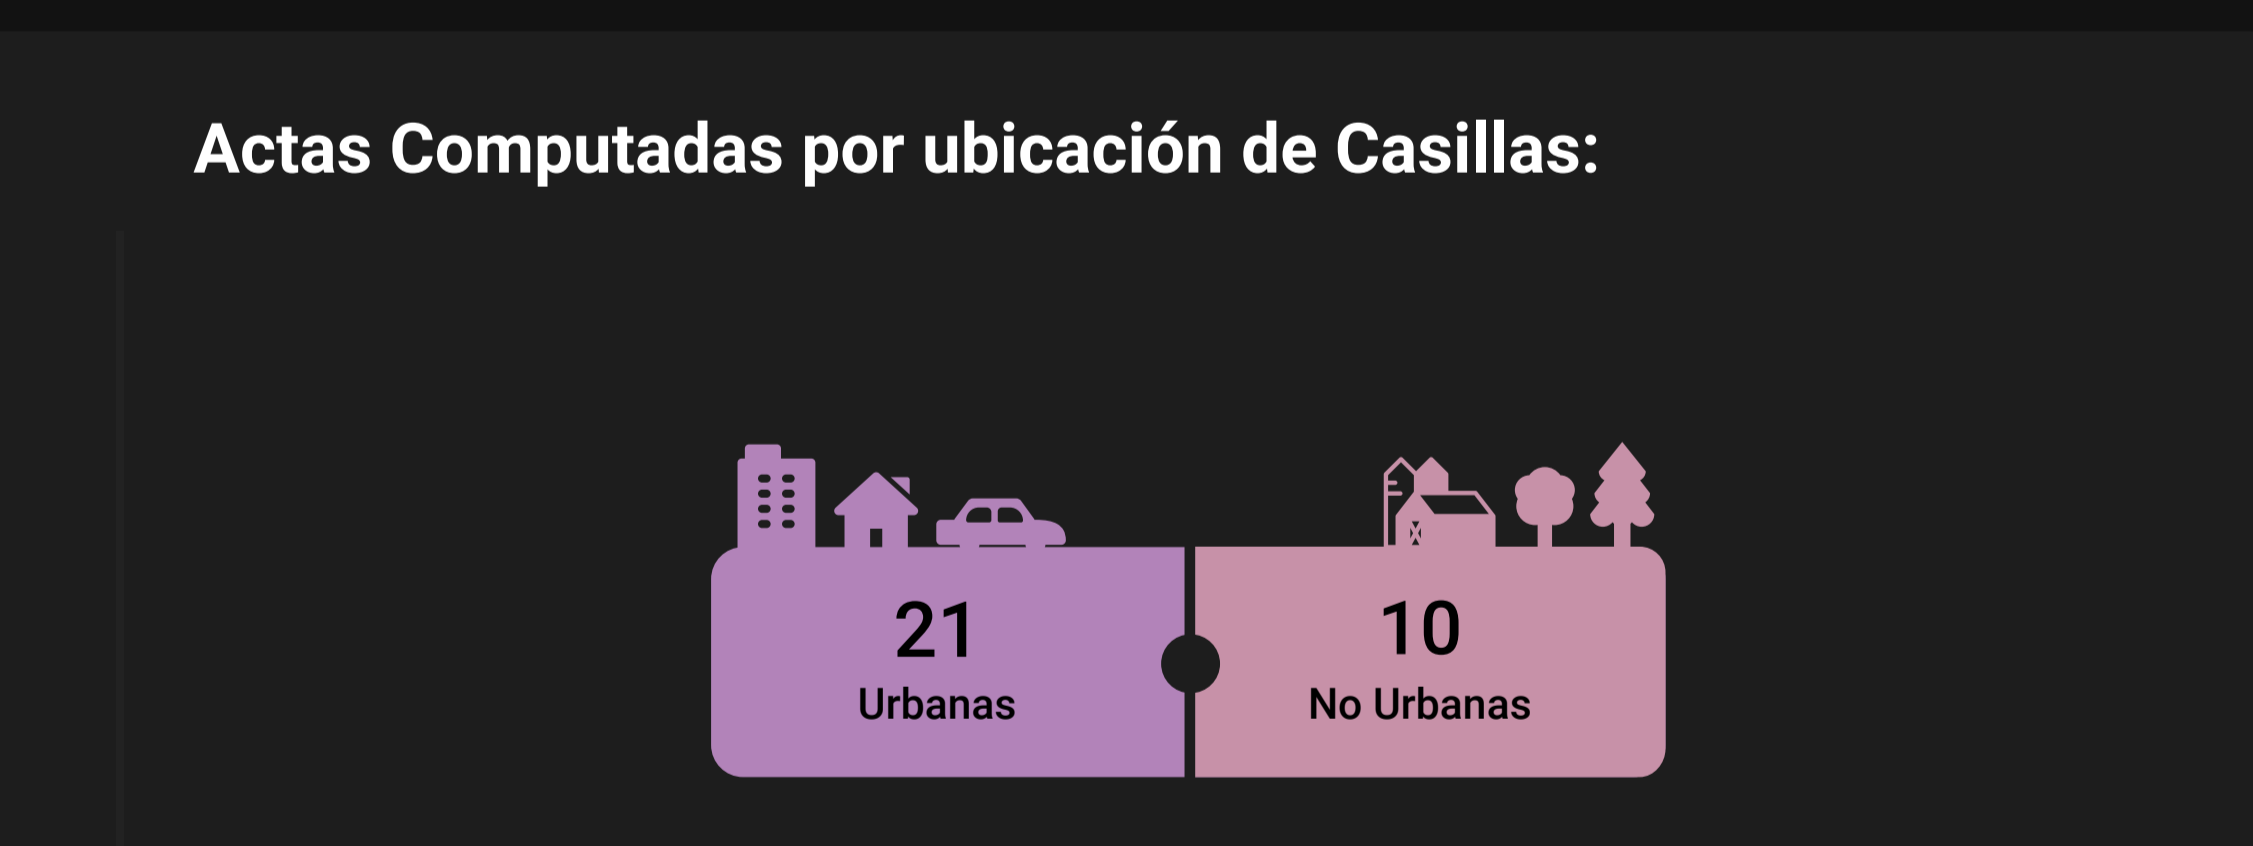 Actas Computadas por ubicación de Casillas:
21
Urbanas
10
No Urbanas